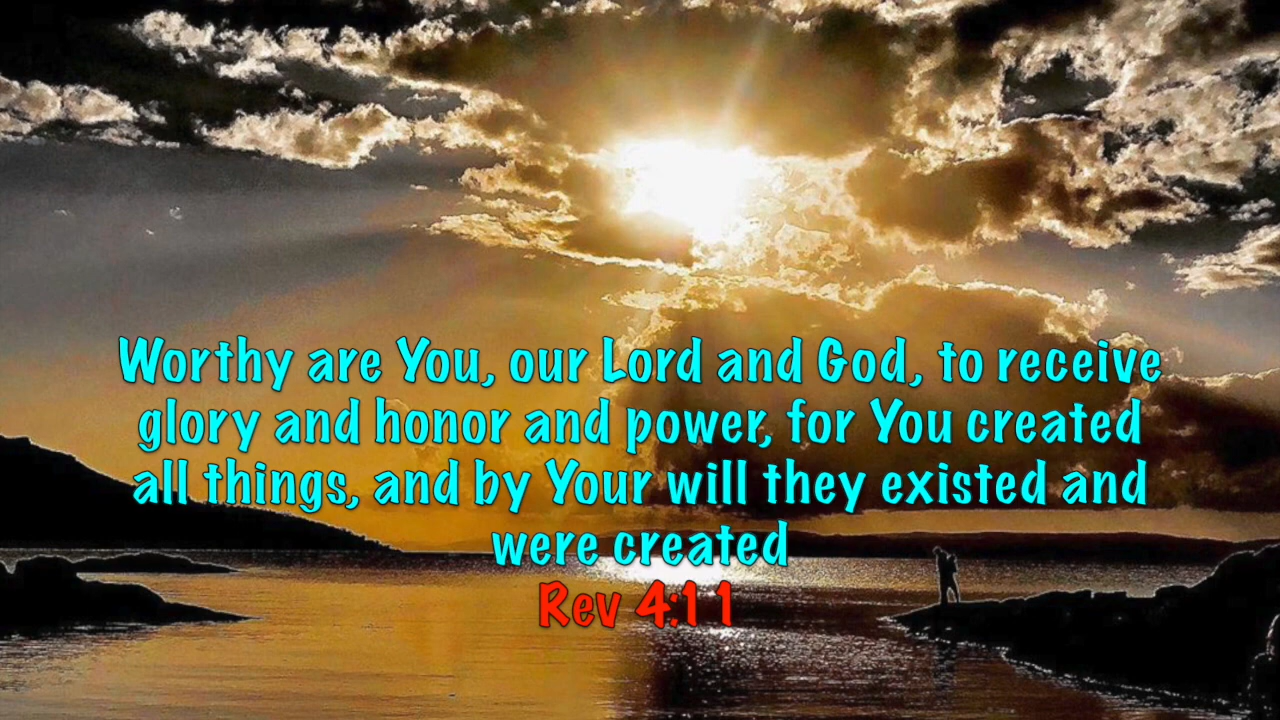 Worthy are You, our Lord and God, to receive
glory and honor and power, for You created
all things, and by Your will they existed and
were created
Rev 4:11